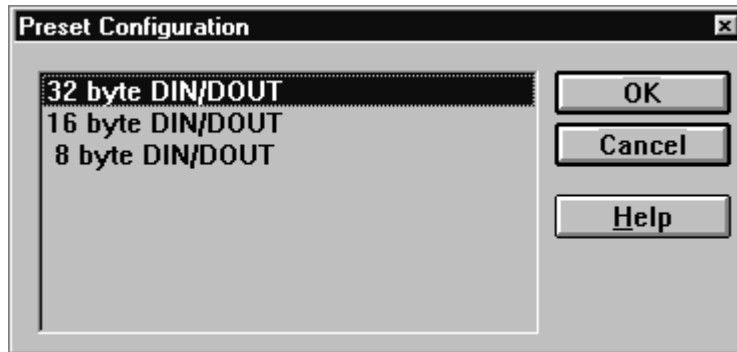 Preset Configuration
32 byte DIN/DOUT
16 byte DIN/DOUT
8 byte DIN/DOUT
OK
Cancel
Help